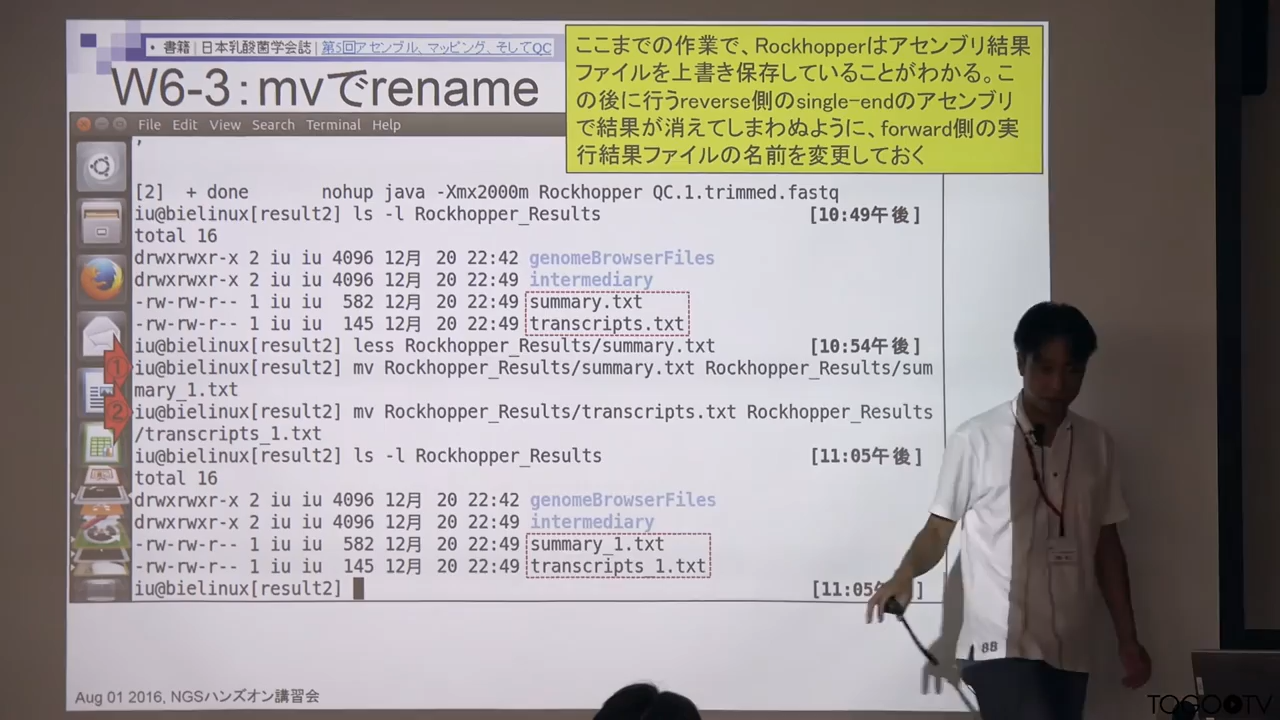 • 書籍 | 日本乳酸菌学会誌 | 第5回アセンブル、マッピング、そしてQC
W6-3：mvでrename
ここまでの作業で、Rockhopperはアセンブリ結果
ファイルを上書き保存していることがわかる。こ
の後に行うreverse側のsingle-endのアセンブリ
で結果が消えてしまわぬように、forward側の実
行結果ファイルの名前を変更しておく
File Edit View Search Terminal Help
[2] + done nohup java -Xmx2000m Rockhopper QC.1.trimmed.fastq
iu@bielinux[result2] ls -l Rockhopper_Results [10:49午後]
total 16
drwxrwxr-x 2 iu iu 4096 12月 20 22:42 genomeBrowserFiles
drwxrwxr-x 2 iu iu 4096 12月 20 22:49 intermediary
-rw-rw-r-- 1 iu iu 582 12月 20 22:49 summary.txt
-rw-rw-r-- 1 iu iu 145 12月 20 22:49 transcripts.txt
iu@bielinux[result2] less Rockhopper_Results/summary.txt [10:54午後]
① iu@bielinux[result2] mv Rockhopper_Results/summary.txt Rockhopper_Results/sum
mary_1.txt
② iu@bielinux[result2] mv Rockhopper_Results/transcripts.txt Rockhopper_Results
/transcripts_1.txt
iu@bielinux[result2] ls -l Rockhopper_Results [11:05午後]
total 16
drwxrwxr-x 2 iu iu 4096 12月 20 22:42 genomeBrowserFiles
drwxrwxr-x 2 iu iu 4096 12月 20 22:49 intermediary
-rw-rw-r-- 1 iu iu 582 12月 20 22:49 summary_1.txt
-rw-rw-r-- 1 iu iu 145 12月 20 22:49 transcripts_1.txt
iu@bielinux[result2] [11:05 ]
Aug 01 2016, NGSハンズオン講習会
88
TOGOTV